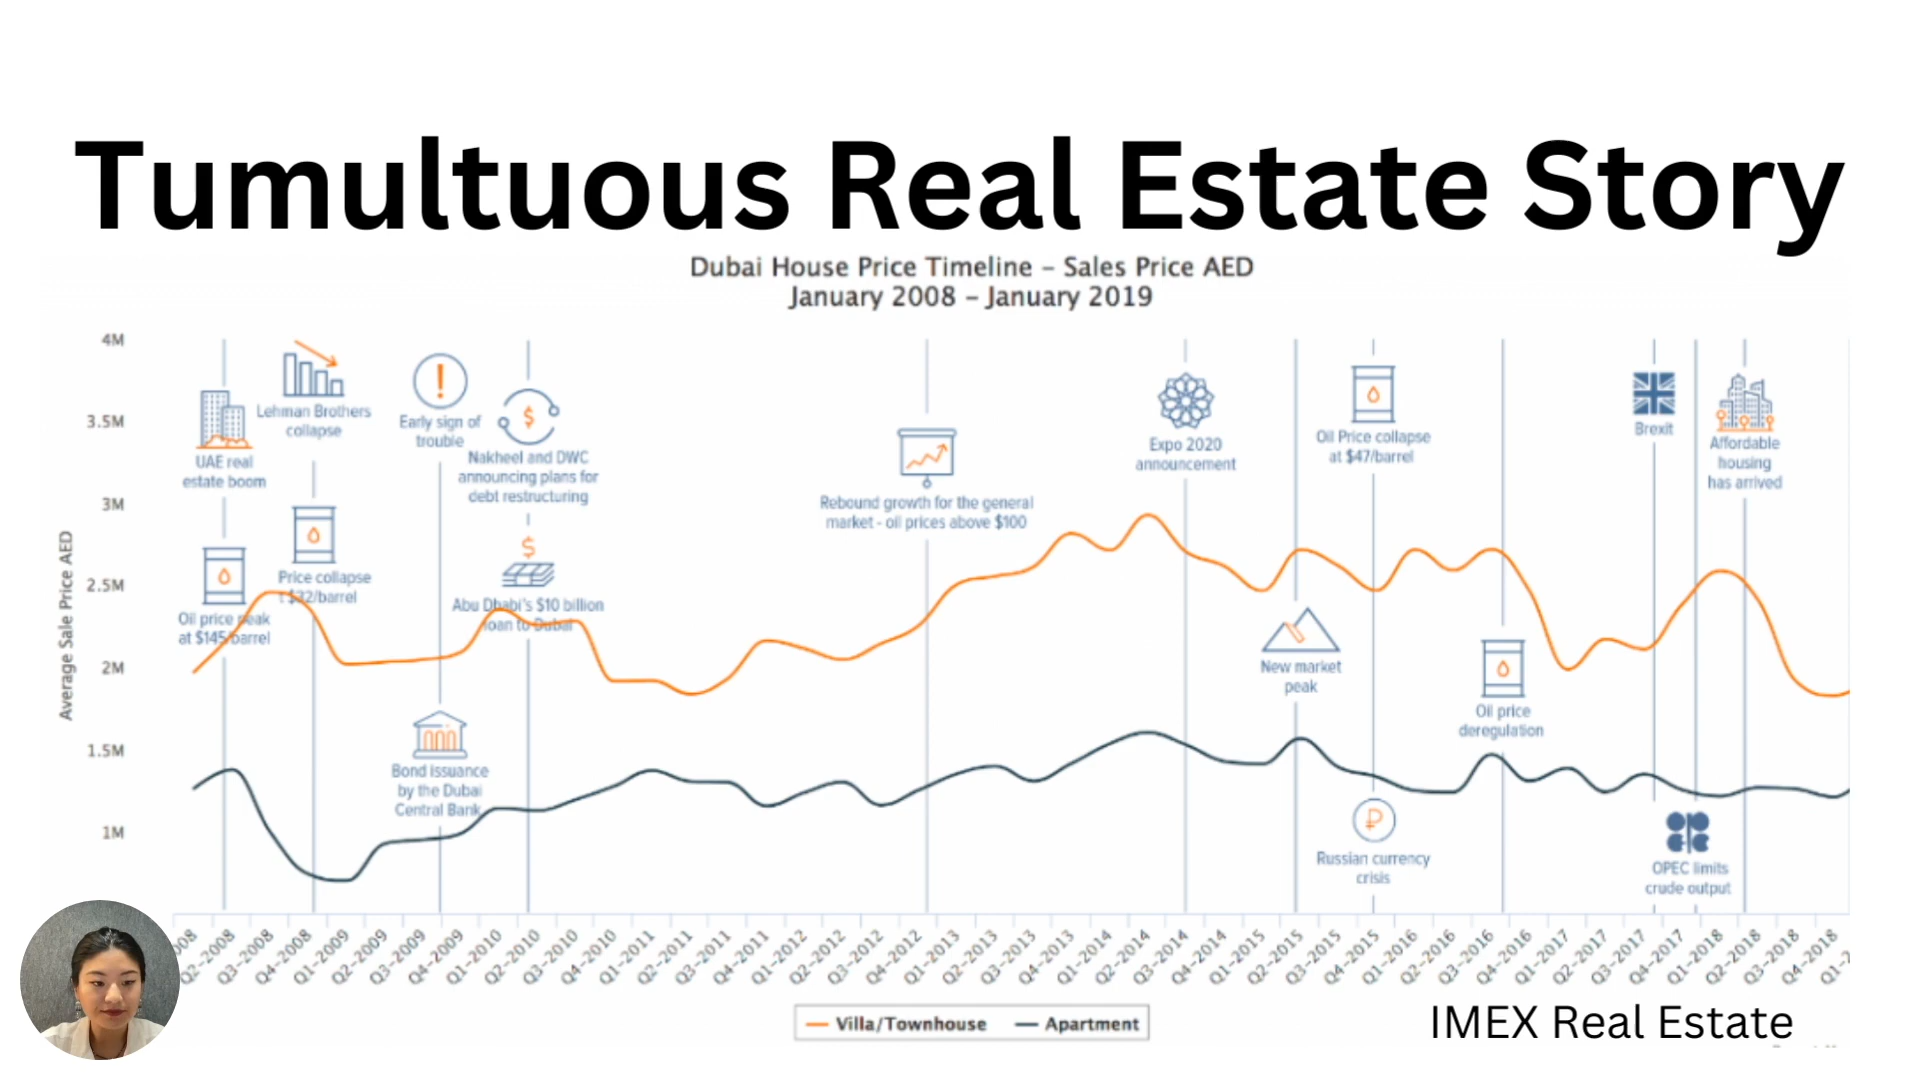 Tumultuous Real Estate Story
Dubai House Price Timeline – Sales Price AED
January 2008 – January 2019
Average Sale Price AED
4M
3.5M
3M
2.5M
2M
1.5M
1M
UAE real
estate boom
Oil price peak
at $145/barrel
Lehman Brothers
collapse
Price collapse
$32/barrel
Early sign of
trouble
Bond issuance
by the Dubai
Central Bank
Nakheel and DWC
announcing plans for
debt restructuring
Abu Dhabi's $10 billion
loan to Dubai
Rebound growth for the general
market - oil prices above $100
Expo 2020
announcement
New market
peak
Oil Price collapse
at $47/barrel
Russian currency
crisis
Oil price
deregulation
Brexit
OPEC limits
crude output
Affordable
housing
has arrived
008
Q2-2008
Q3-2008
Q4-2008
Q1-2009
Q2-2009
Q3-2009
Q4-2009
Q1-2010
Q2-2010
Q3-2010
Q4-2010
Q1-2011
Q2-2011
Q3-2011
Q4-2011
Q1-2012
Q2-2012
Q3-2012
Q4-2012
Q1-2013
Q2-2013
Q3-2013
Q4-2013
Q1-2014
Q2-2014
Q3-2014
Q4-2014
Q1-2015
Q2-2015
Q3-2015
Q4-2015
Q1-2016
Q2-2016
Q3-2016
Q4-2016
Q1-2017
Q2-2017
Q3-2017
Q4-2017
Q1-2018
Q2-2018
Q3-2018
Q4-2018
Q1-2
Villa/Townhouse
Apartment
IMEX Real Estate